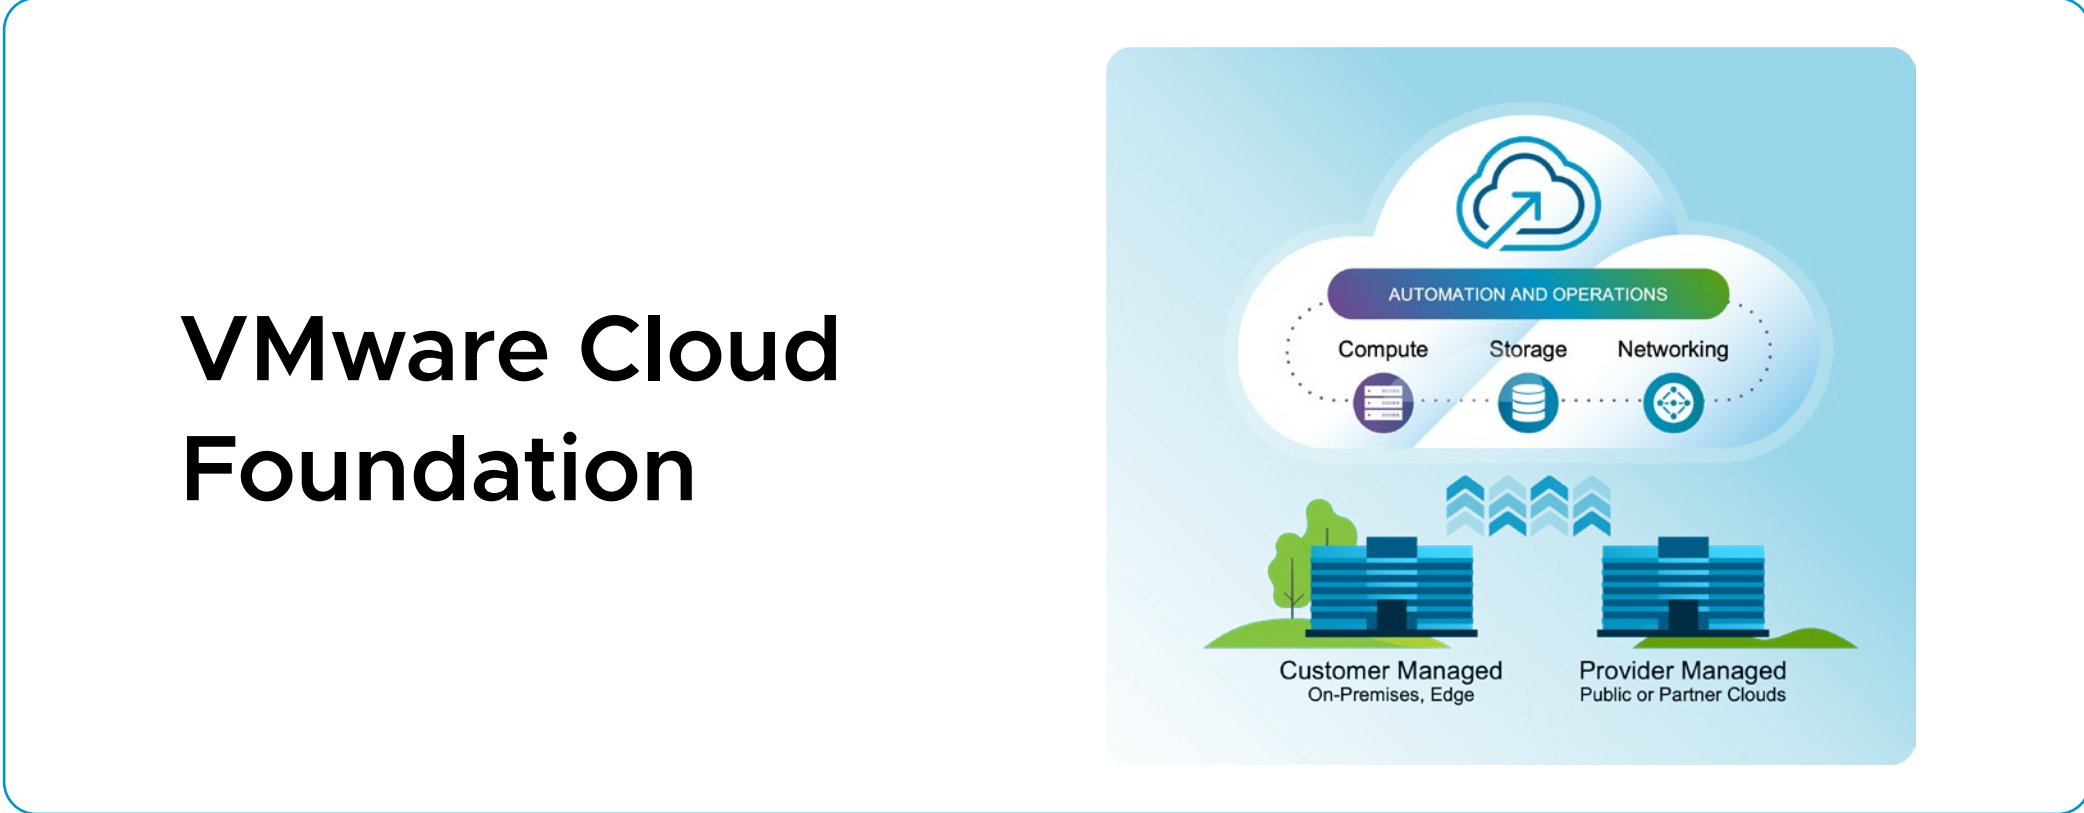 VMware Cloud
Foundation
AUTOMATION AND OPERATIONS
Compute
Storage
Networking
Customer Managed
On-Premises, Edge
Provider Managed
Public or Partner Clouds